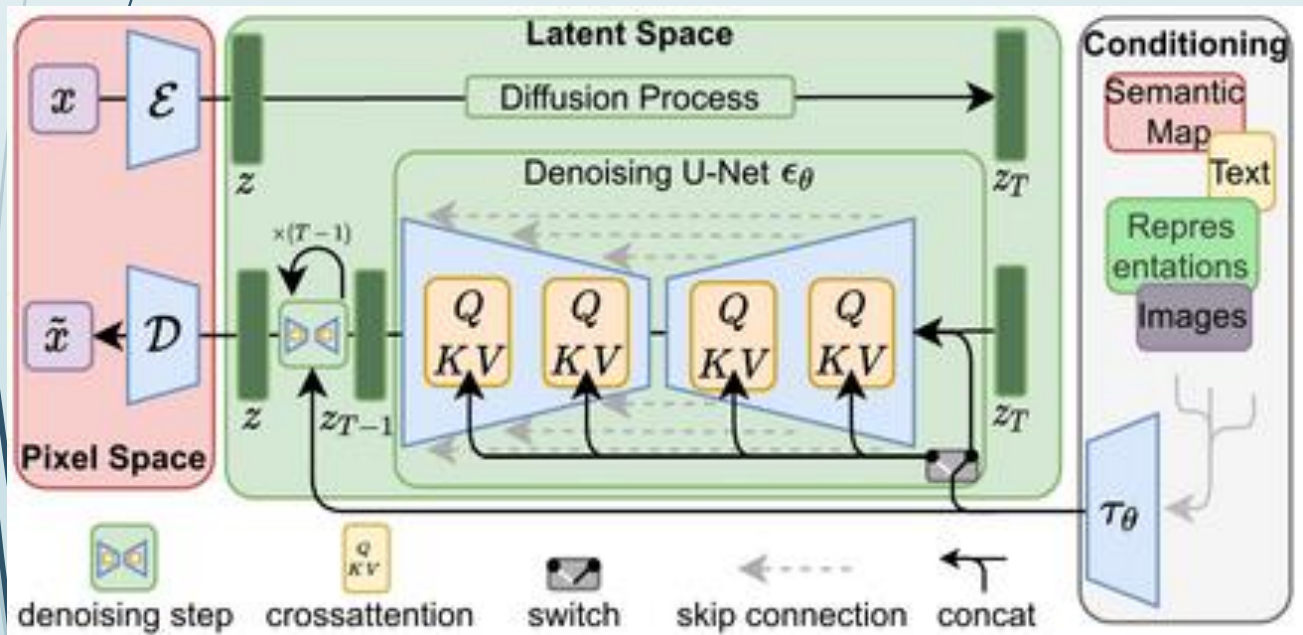 Latent Space
Conditioning
x
ℰ
Diffusion Process
Semantic
Map
Text
z
Denoising U-Net ϵ_θ
z_T
×(T−1)
Repres
entations
Images
x̃
𝒟
Q
KV
Q
KV
Q
KV
Q
KV
z
z_{T−1}
z_T
Pixel Space
τ_θ
Q
KV
denoising step
crossattention
switch
skip connection
concat